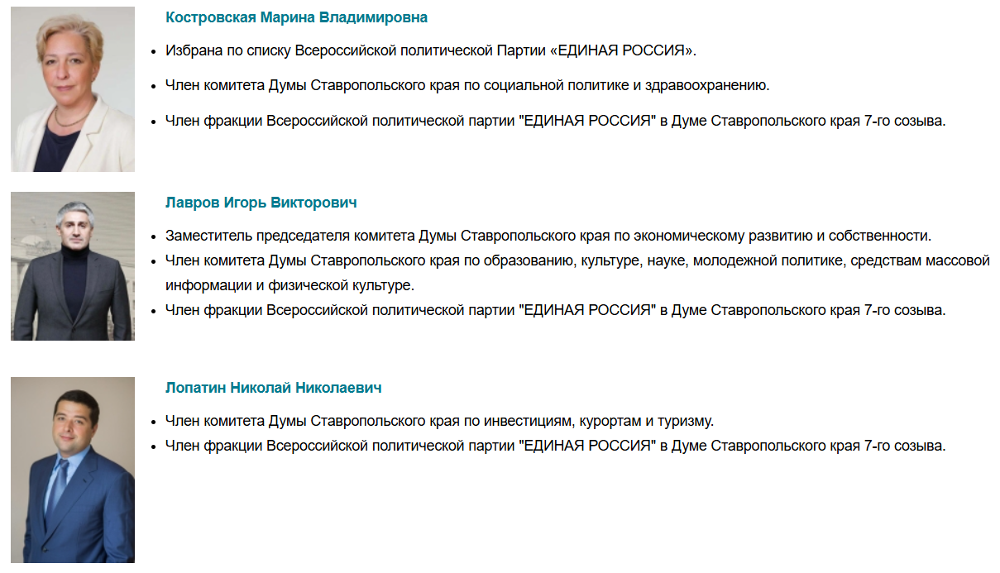 Костровская Марина Владимировна
Избрана по списку Всероссийской политической Партии «ЕДИНАЯ РОССИЯ».
Член комитета Думы Ставропольского края по социальной политике и здравоохранению.
Член фракции Всероссийской политической партии "ЕДИНАЯ РОССИЯ" в Думе Ставропольского края 7-го созыва.
Лавров Игорь Викторович
Заместитель председателя комитета Думы Ставропольского края по экономическому развитию и собственности.
Член комитета Думы Ставропольского края по образованию, культуре, науке, молодежной политике, средствам массовой
информации и физической культуре.
Член фракции Всероссийской политической партии "ЕДИНАЯ РОССИЯ" в Думе Ставропольского края 7-го созыва.
Лопатин Николай Николаевич
Член комитета Думы Ставропольского края по инвестициям, курортам и туризму.
Член фракции Всероссийской политической партии "ЕДИНАЯ РОССИЯ" в Думе Ставропольского края 7-го созыва.